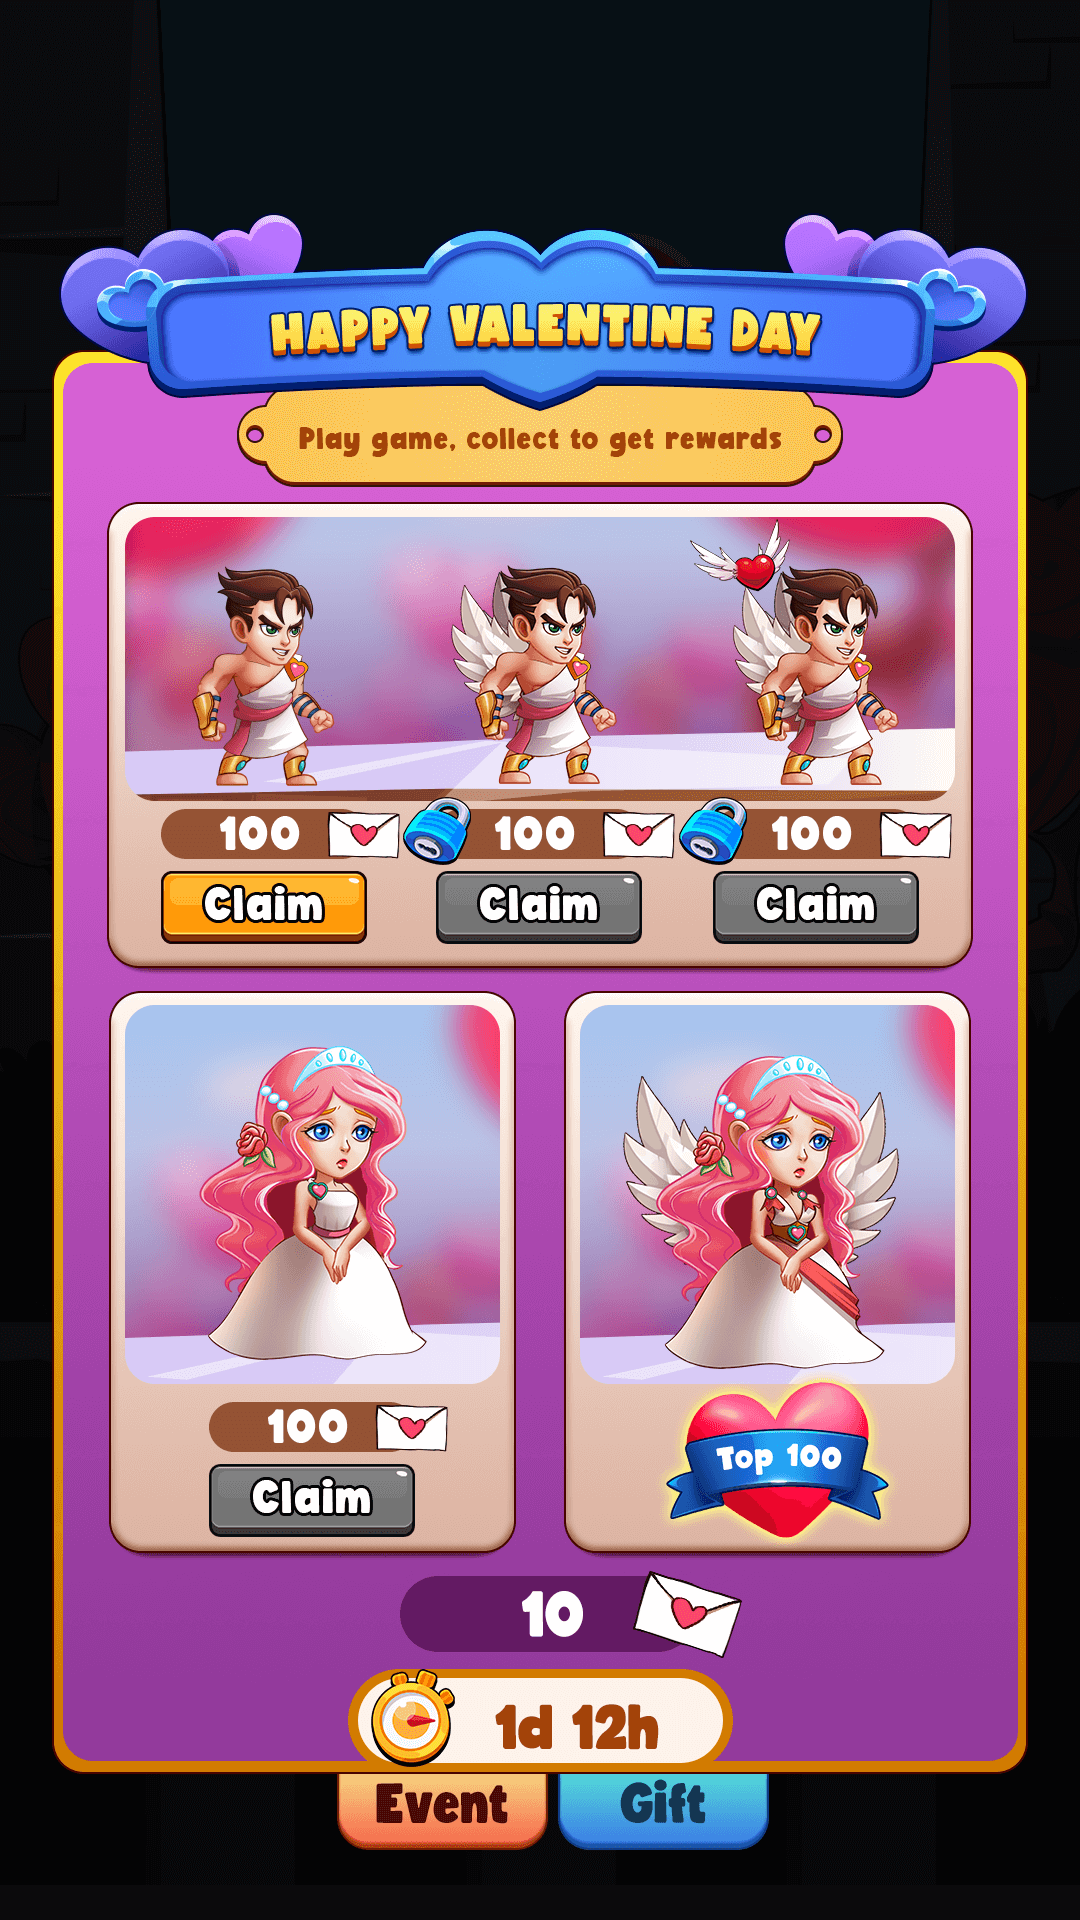 HAPPY VALENTINE DAY
Play game, collect to get rewards
100 100 100
Claim Claim Claim
100
Claim
Top 100
10
1d 12h
Event Gift